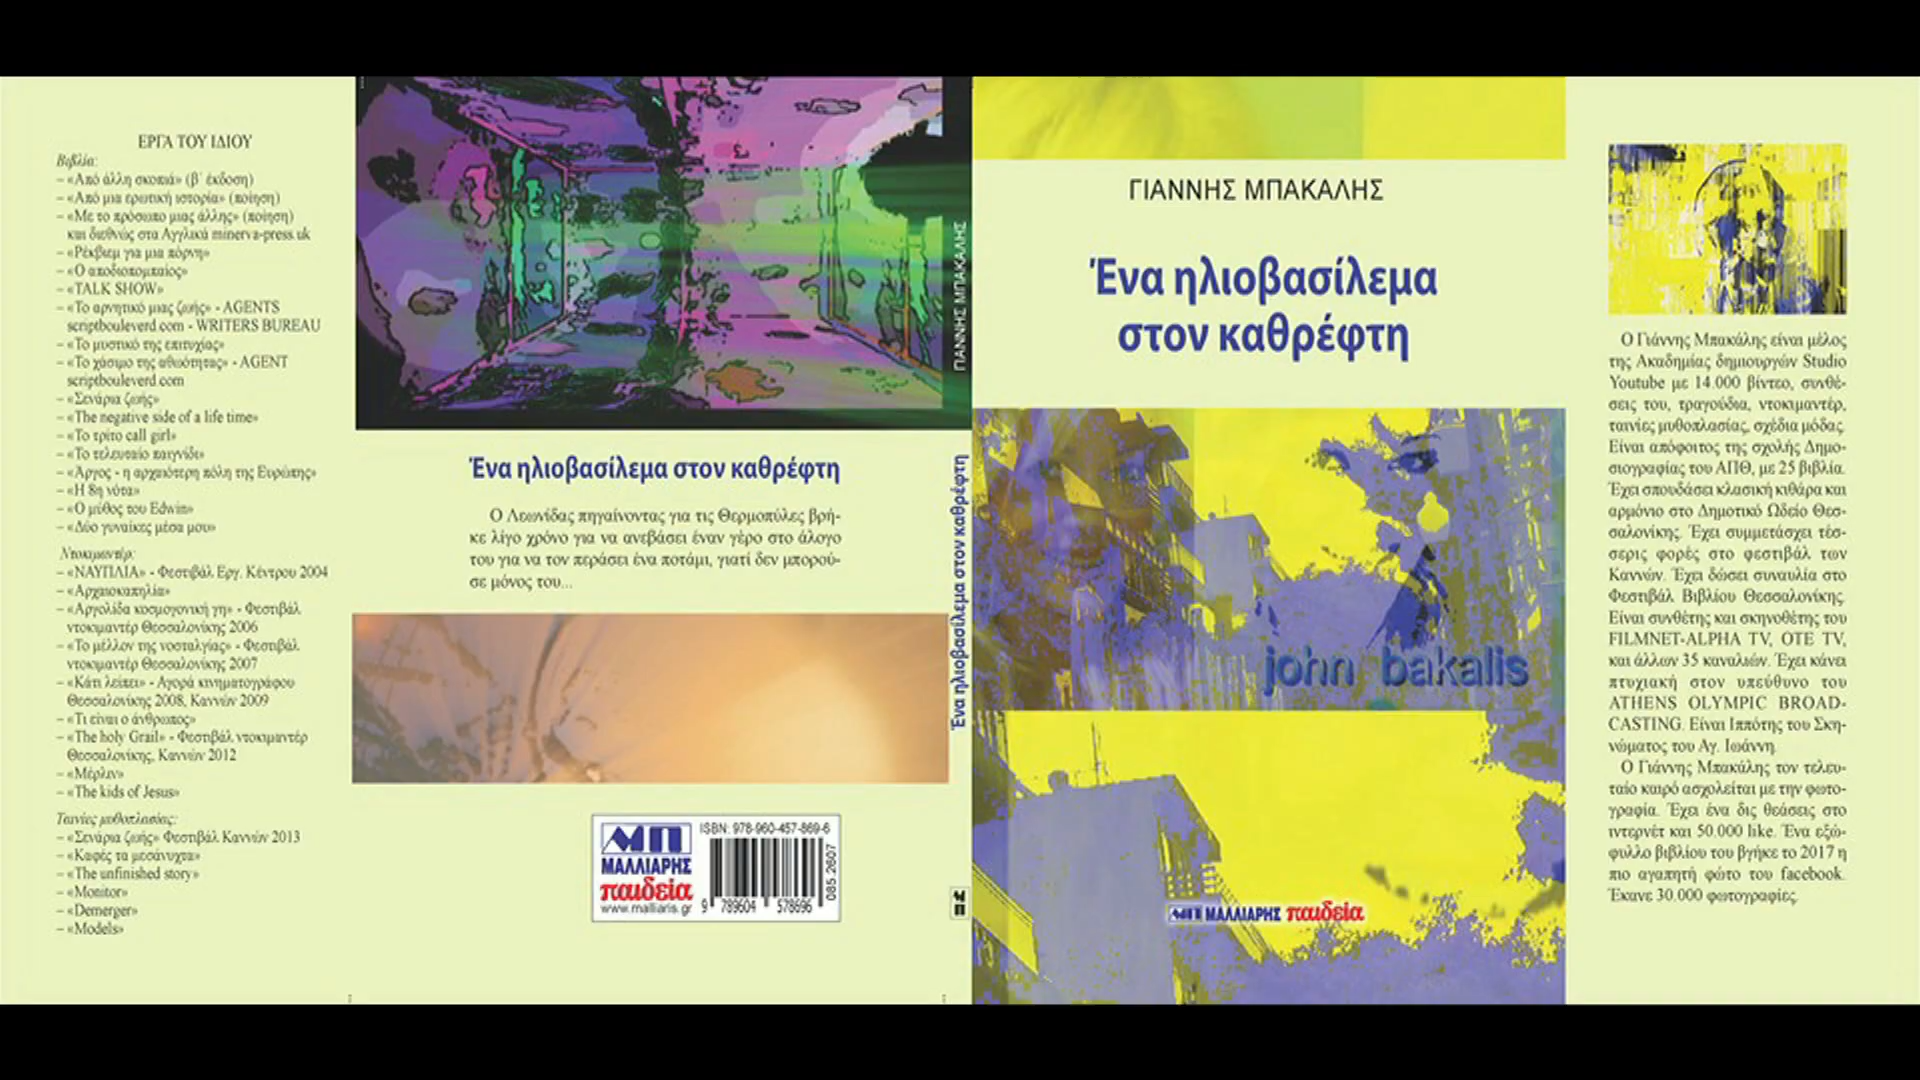 ΕΡΓΑ ΤΟΥ ΙΔΙΟΥ
Βιβλία:
– «Από άλλη σκοπιά» (β΄ έκδοση)
– «Από μια ερωτική ιστορία» (ποίηση)
– «Με το πρόσωπο μιας άλλης» (ποίηση)
και διεθνώς στα Αγγλικά minerva-press.uk
– «Ρέκβιεμ για μια πόρνη»
– «Ο αποδιοπομπαίος»
– «TALK SHOW»
– «Το αρνητικό μιας ζωής» - AGENTS
scriptbouleverd.com - WRITERS BUREAU
– «Το μυστικό της επιτυχίας»
– «Το χάσιμο της αθωότητας» - AGENT
scriptbouleverd.com
– «Σενάρια ζωής»
– «The negative side of a life time»
– «Το τρίτο call girl»
– «Το τελευταίο παιγνίδι»
– «Άργος - η αρχαιότερη πόλη της Ευρώπης»
– «Η 8η νότα»
– «Ο μύθος του Edwin»
– «Δύο γυναίκες μέσα μου»
Ντοκιμαντέρ:
– «ΝΑΥΠΛΙΑ» - Φεστιβάλ Εργ. Κέντρου 2004
– «Αρχαιοκαπηλία»
– «Αργολίδα κοσμογονική γη» - Φεστιβάλ
ντοκιμαντέρ Θεσσαλονίκης 2006
– «Το μέλλον της νοσταλγίας» - Φεστιβάλ
ντοκιμαντέρ Θεσσαλονίκης 2007
– «Κάτι λείπει» - Αγορά κινηματογράφου
Θεσσαλονίκης 2008, Καννών 2009
– «Τι είναι ο άνθρωπος»
– «The holy Grail» - Φεστιβάλ ντοκιμαντέρ
Θεσσαλονίκης, Καννών 2012
– «Μέρλιν»
– «The kids of Jesus»
Ταινίες μυθοπλασίας:
– «Σενάρια ζωής» Φεστιβάλ Καννών 2013
– «Καφές τα μεσάνυχτα»
– «The unfinished story»
– «Monitor»
– «Demerger»
– «Models»
Ένα ηλιοβασίλεμα στον καθρέφτη
Ο Λεωνίδας πηγαίνοντας για τις Θερμοπύλες βρή-
κε λίγο χρόνο για να ανεβάσει έναν γέρο στο άλογο
του για να τον περάσει ένα ποτάμι, γιατί δεν μπορού-
σε μόνος του...
ΜΠ
ΜΑΛΛΙΑΡΗΣ
παιδεία
www.malliaris.gr
ISBN: 978-960-457-869-6
9 789604 578696
085.2607
ΓΙΑΝΝΗΣ ΜΠΑΚΑΛΗΣ
Ένα ηλιοβασίλεμα στον καθρέφτη
ΓΙΑΝΝΗΣ ΜΠΑΚΑΛΗΣ
Ένα ηλιοβασίλεμα
στον καθρέφτη
john bakalis
ΜΠ ΜΑΛΛΙΑΡΗΣ παιδεία
Ο Γιάννης Μπακάλης είναι μέλος
της Ακαδημίας δημιουργών Studio
Youtube με 14.000 βίντεο, συνθέ-
σεις του, τραγούδια, ντοκιμαντέρ,
ταινίες μυθοπλασίας, σχέδια μόδας.
Είναι απόφοιτος της σχολής Δημο-
σιογραφίας του ΑΠΘ, με 25 βιβλία.
Έχει σπουδάσει κλασική κιθάρα και
αρμόνιο στο Δημοτικό Ωδείο Θεσ-
σαλονίκης. Έχει συμμετάσχει τέσ-
σερις φορές στο φεστιβάλ των
Καννών. Έχει δώσει συναυλία στο
Φεστιβάλ Βιβλίου Θεσσαλονίκης.
Είναι συνθέτης και σκηνοθέτης του
FILMNET-ALPHA TV, OTE TV,
και άλλων 35 καναλιών. Έχει κάνει
πτυχιακή στον υπεύθυνο του
ATHENS OLYMPIC BROAD-
CASTING. Είναι Ιππότης του Σκη-
νώματος του Αγ. Ιωάννη.
Ο Γιάννης Μπακάλης τον τελευ-
ταίο καιρό ασχολείται με την φωτο-
γραφία. Έχει ένα δις θεάσεις στο
ιντερνέτ και 50.000 like. Ένα εξώ-
φυλλο βιβλίου του βγήκε το 2017 η
πιο αγαπητή φώτο του facebook.
Έκανε 30.000 φωτογραφίες.